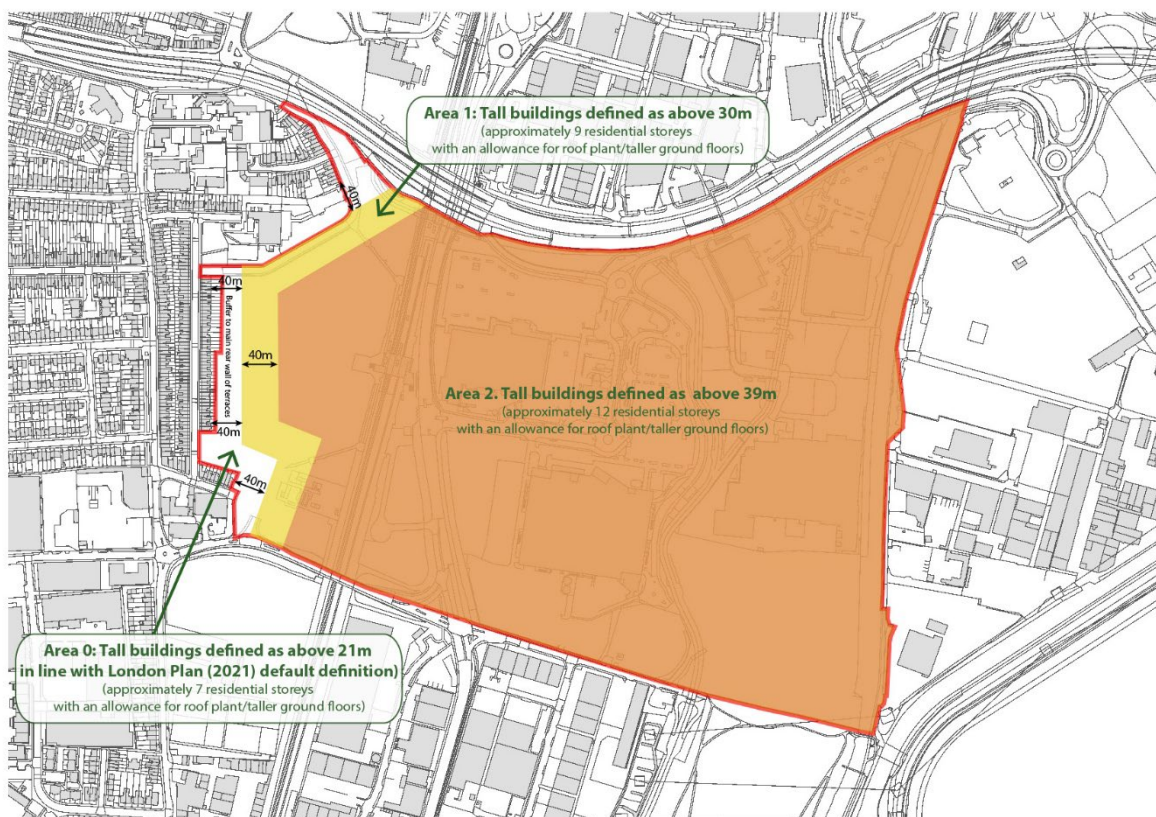 Area 1: Tall buildings defined as above 30m
(approximately 9 residential storeys
with an allowance for roof plant/taller ground floors)
40m
40m
Buffer to main rear wall of terraces
40m
Area 2. Tall buildings defined as above 39m
(approximately 12 residential storeys
with an allowance for roof plant/taller ground floors)
40m
40m
Area 0: Tall buildings defined as above 21m
in line with London Plan (2021) default definition)
(approximately 7 residential storeys
with an allowance for roof plant/taller ground floors)